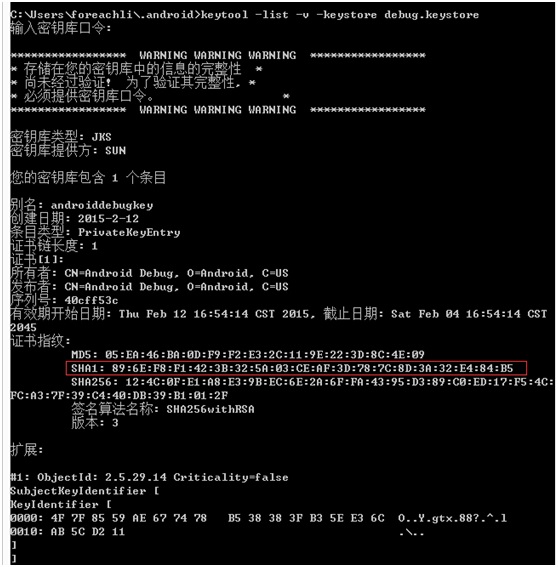 C:\Users\foreachli\.android>keytool -list -v -keystore debug.keystore
输入密钥库口令:
***************** WARNING WARNING WARNING *****************
* 存储在您的密钥库中的信息的完整性 *
* 尚未经过验证! 为了验证其完整性, *
* 必须提供密钥库口令。 *
***************** WARNING WARNING WARNING *****************
密钥库类型: JKS
密钥库提供方: SUN
您的密钥库包含 1 个条目
别名: androiddebugkey
创建日期: 2015-2-12
条目类型: PrivateKeyEntry
证书链长度: 1
证书[1]:
所有者: CN=Android Debug, O=Android, C=US
发布者: CN=Android Debug, O=Android, C=US
序列号: 40cff53c
有效期开始日期: Thu Feb 12 16:54:14 CST 2015, 截止日期: Sat Feb 04 16:54:14 CST
2045
证书指纹:
MD5: 05:EA:46:BA:0D:F9:F2:E3:2C:11:9E:22:3D:8C:4E:09
SHA1: 89:6E:F8:F1:42:3B:32:5A:03:CE:AF:3D:78:7C:8D:3A:32:E4:84:B5
SHA256: 12:4C:0F:E1:A8:E3:9B:EC:6E:2A:6F:FA:43:95:D3:89:C0:ED:17:F5:4C:
FC:A3:7F:39:C4:40:DB:39:B1:01:2F
签名算法名称: SHA256withRSA
版本: 3
扩展:
#1: ObjectId: 2.5.29.14 Criticality=false
SubjectKeyIdentifier [
KeyIdentifier [
0000: 4F 7F 85 59 AE 67 74 78 B5 38 38 3F B3 5E E3 6C O..Y.gtx.88?.^.l
0010: AB 5C D2 11 .\..
]
]